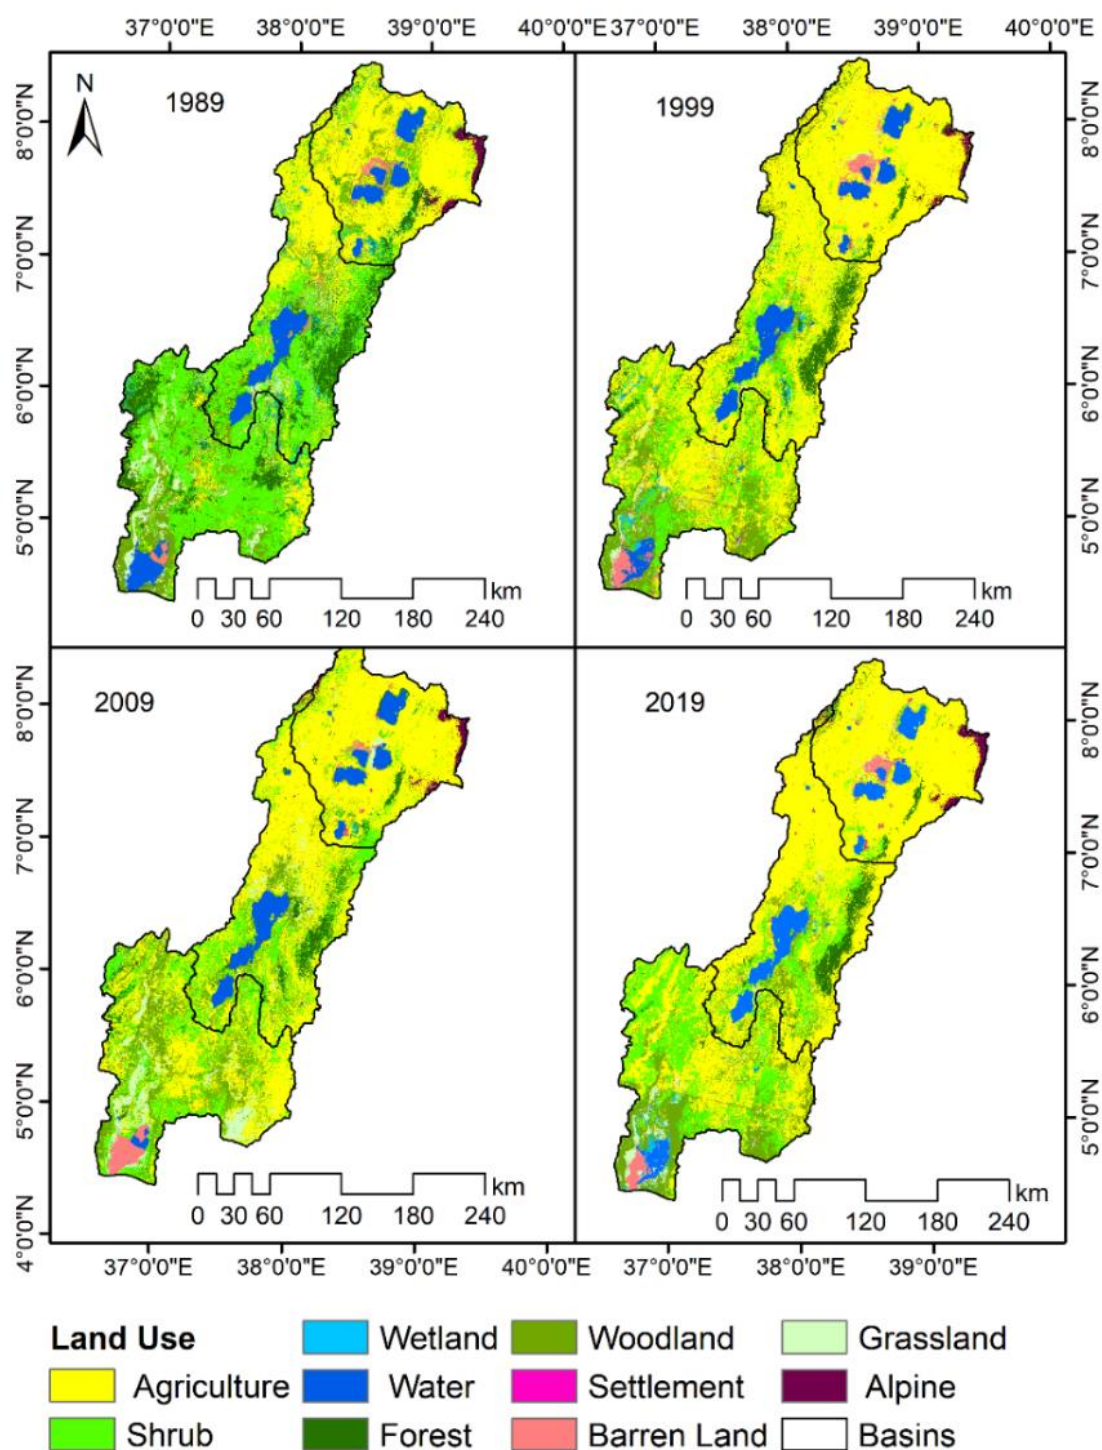 37°0'0"E 38°0'0"E 39°0'0"E 40°0'0"E 37°0'0"E 38°0'0"E 39°0'0"E 40°0'0"E
N
1989
1999
8°0'0"N
7°0'0"N
6°0'0"N
5°0'0"N
8°0'0"N
7°0'0"N
6°0'0"N
5°0'0"N
km
0 30 60 120 180 240
km
0 30 60 120 180 240
2009
2019
8°0'0"N
7°0'0"N
6°0'0"N
5°0'0"N
4°0'0"N
8°0'0"N
7°0'0"N
6°0'0"N
5°0'0"N
km
0 30 60 120 180 240
km
0 30 60 120 180 240
37°0'0"E 38°0'0"E 39°0'0"E 40°0'0"E 37°0'0"E 38°0'0"E 39°0'0"E
Land Use Wetland Woodland Grassland
Agriculture Water Settlement Alpine
Shrub Forest Barren Land Basins